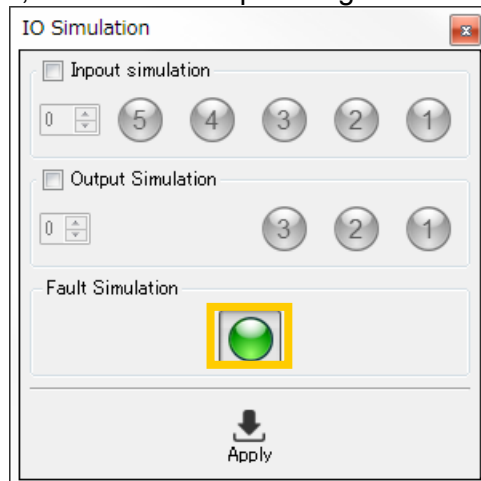 IO Simulation
Inpout simulation
0 5 4 3 2 1
Output Simulation
0 3 2 1
Fault Simulation
Apply